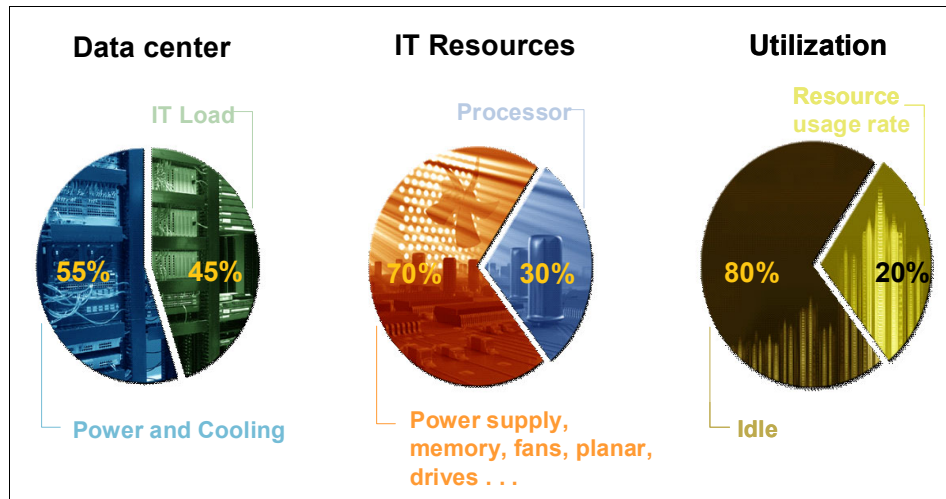 Data center
IT Resources
Utilization
IT Load
Processor
Resource
usage rate
55%
45%
70%
30%
80%
20%
Power and Cooling
Power supply,
memory, fans, planar,
drives . . .
Idle